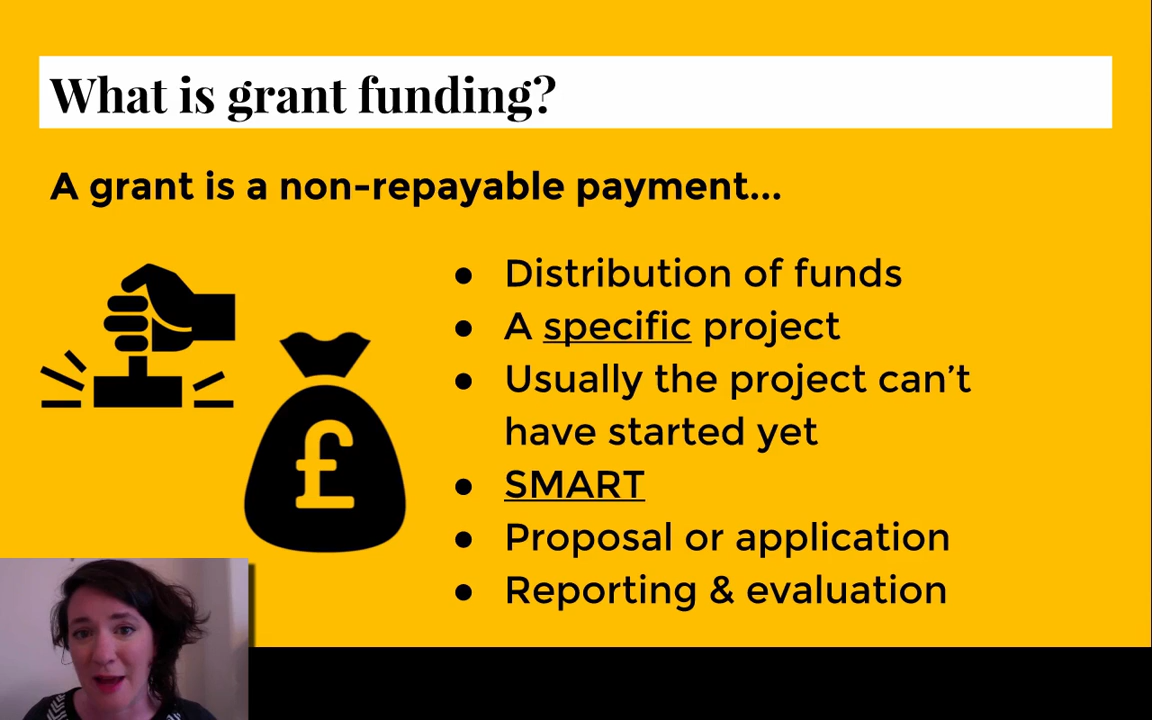 What is grant funding?
A grant is a non-repayable payment...
● Distribution of funds
● A specific project
● Usually the project can't
have started yet
● SMART
● Proposal or application
● Reporting & evaluation
£